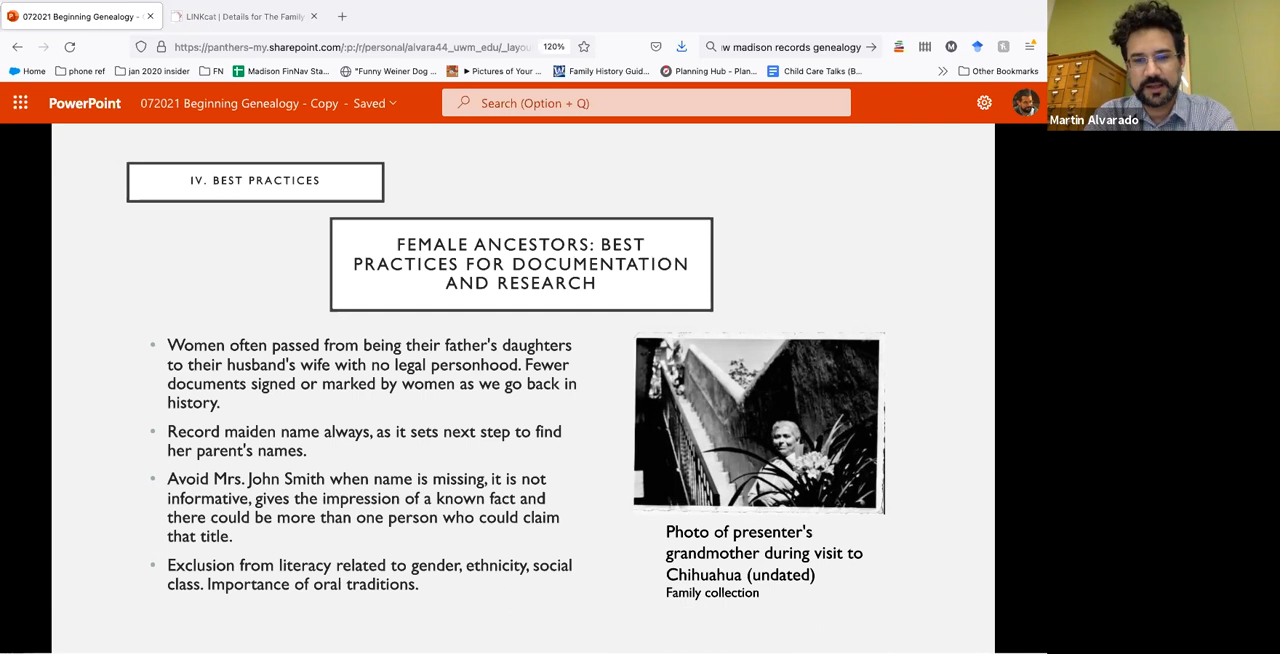 072021 Beginning Genealogy -
LINKcat | Details for The Family
https://panthers-my.sharepoint.com/:p:/r/personal/alvara44_uwm_edu/_layou
120%
w madison records genealogy
Home
phone ref
jan 2020 insider
FN
Madison FinNav Sta...
"Funny Weiner Dog ...
Pictures of Your ...
Family History Guid...
Planning Hub - Plan...
Child Care Talks (B...
Other Bookmarks
PowerPoint
072021 Beginning Genealogy - Copy - Saved
Search (Option + Q)
Martin Alvarado
IV. BEST PRACTICES
FEMALE ANCESTORS: BEST
PRACTICES FOR DOCUMENTATION
AND RESEARCH
Women often passed from being their father's daughters
to their husband's wife with no legal personhood. Fewer
documents signed or marked by women as we go back in
history.
Record maiden name always, as it sets next step to find
her parent's names.
Avoid Mrs. John Smith when name is missing, it is not
informative, gives the impression of a known fact and
there could be more than one person who could claim
that title.
Exclusion from literacy related to gender, ethnicity, social
class. Importance of oral traditions.
Photo of presenter's
grandmother during visit to
Chihuahua (undated)
Family collection